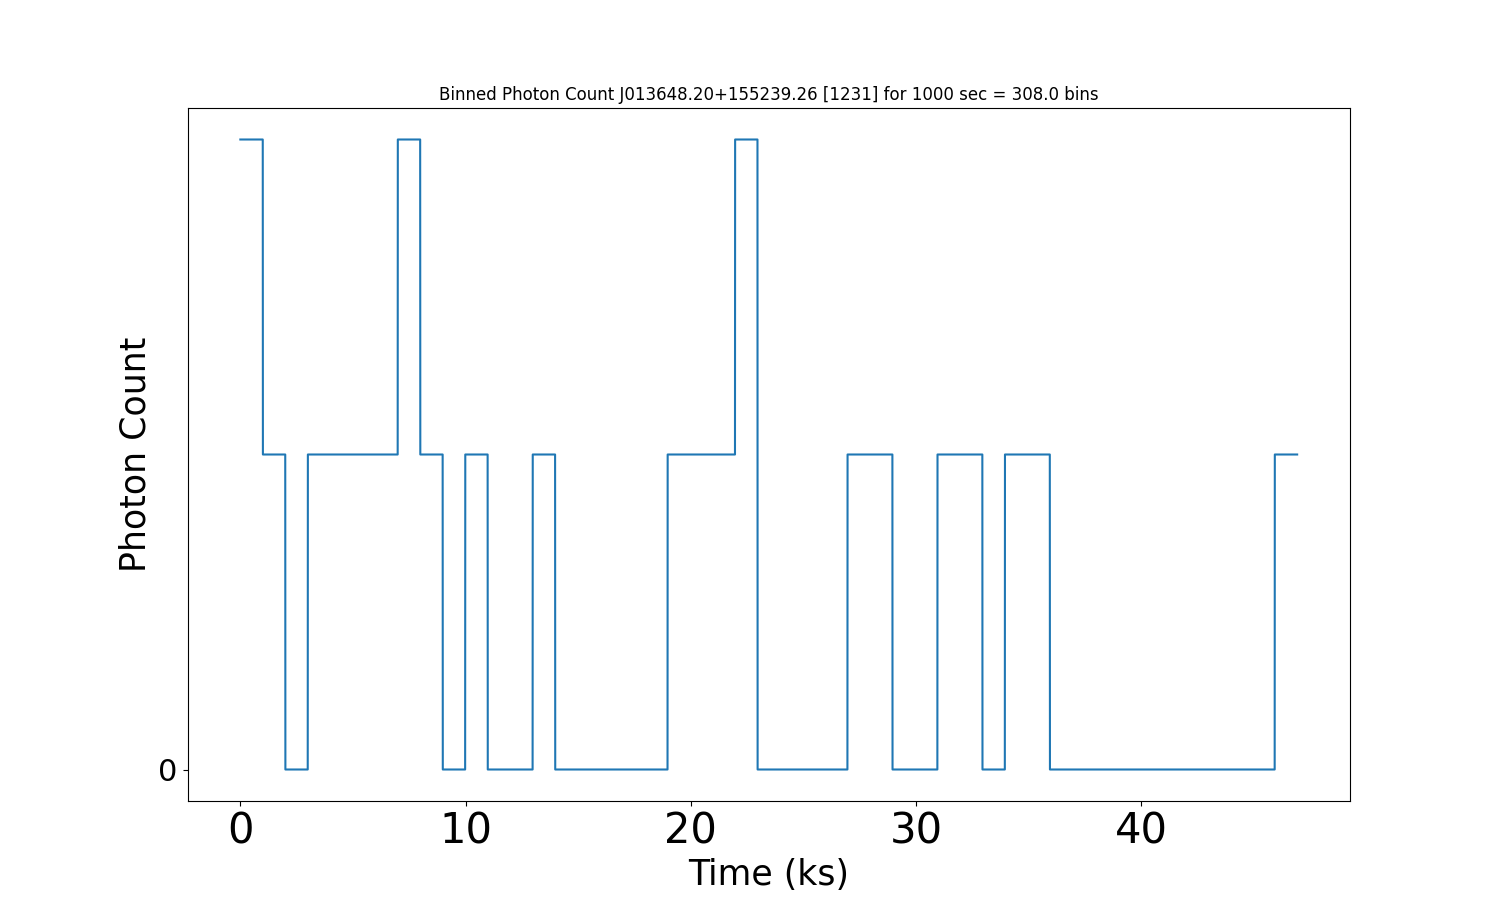 Binned Photon Count J013648.20+155239.26 [1231] for 1000 sec = 308.0 bins
Photon Count
0
0 10 20 30 40
Time (ks)